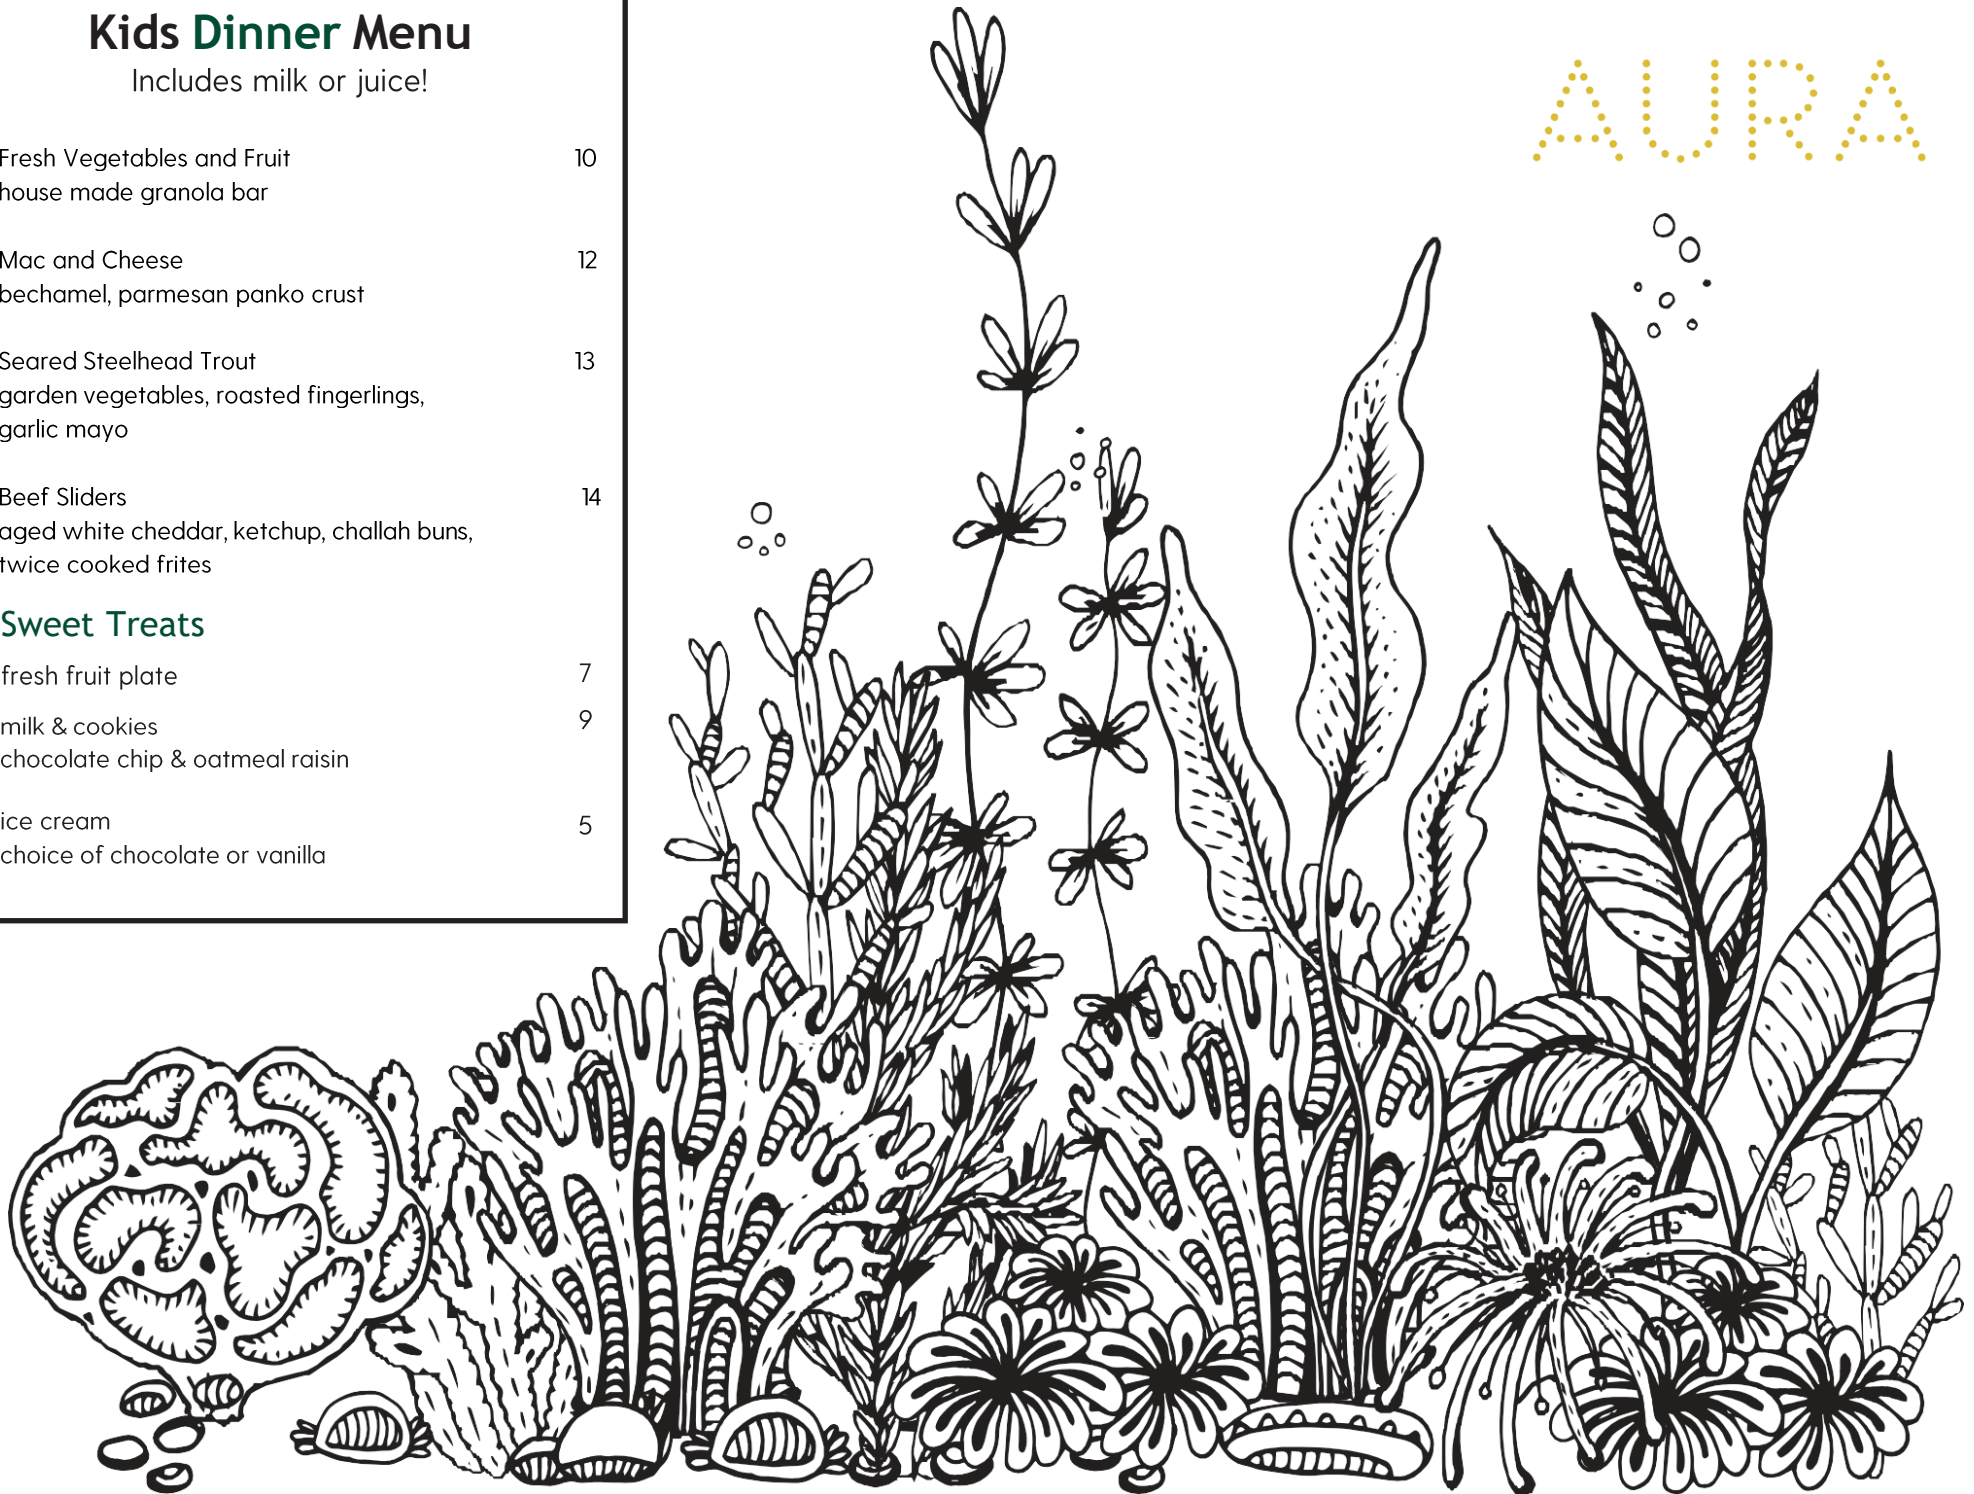 Kids Dinner Menu
Includes milk or juice!
Fresh Vegetables and Fruit 10
house made granola bar
Mac and Cheese 12
bechamel, parmesan panko crust
Seared Steelhead Trout 13
garden vegetables, roasted fingerlings,
garlic mayo
Beef Sliders 14
aged white cheddar, ketchup, challah buns,
twice cooked frites
Sweet Treats
fresh fruit plate 7
milk & cookies 9
chocolate chip & oatmeal raisin
ice cream 5
choice of chocolate or vanilla
AURA